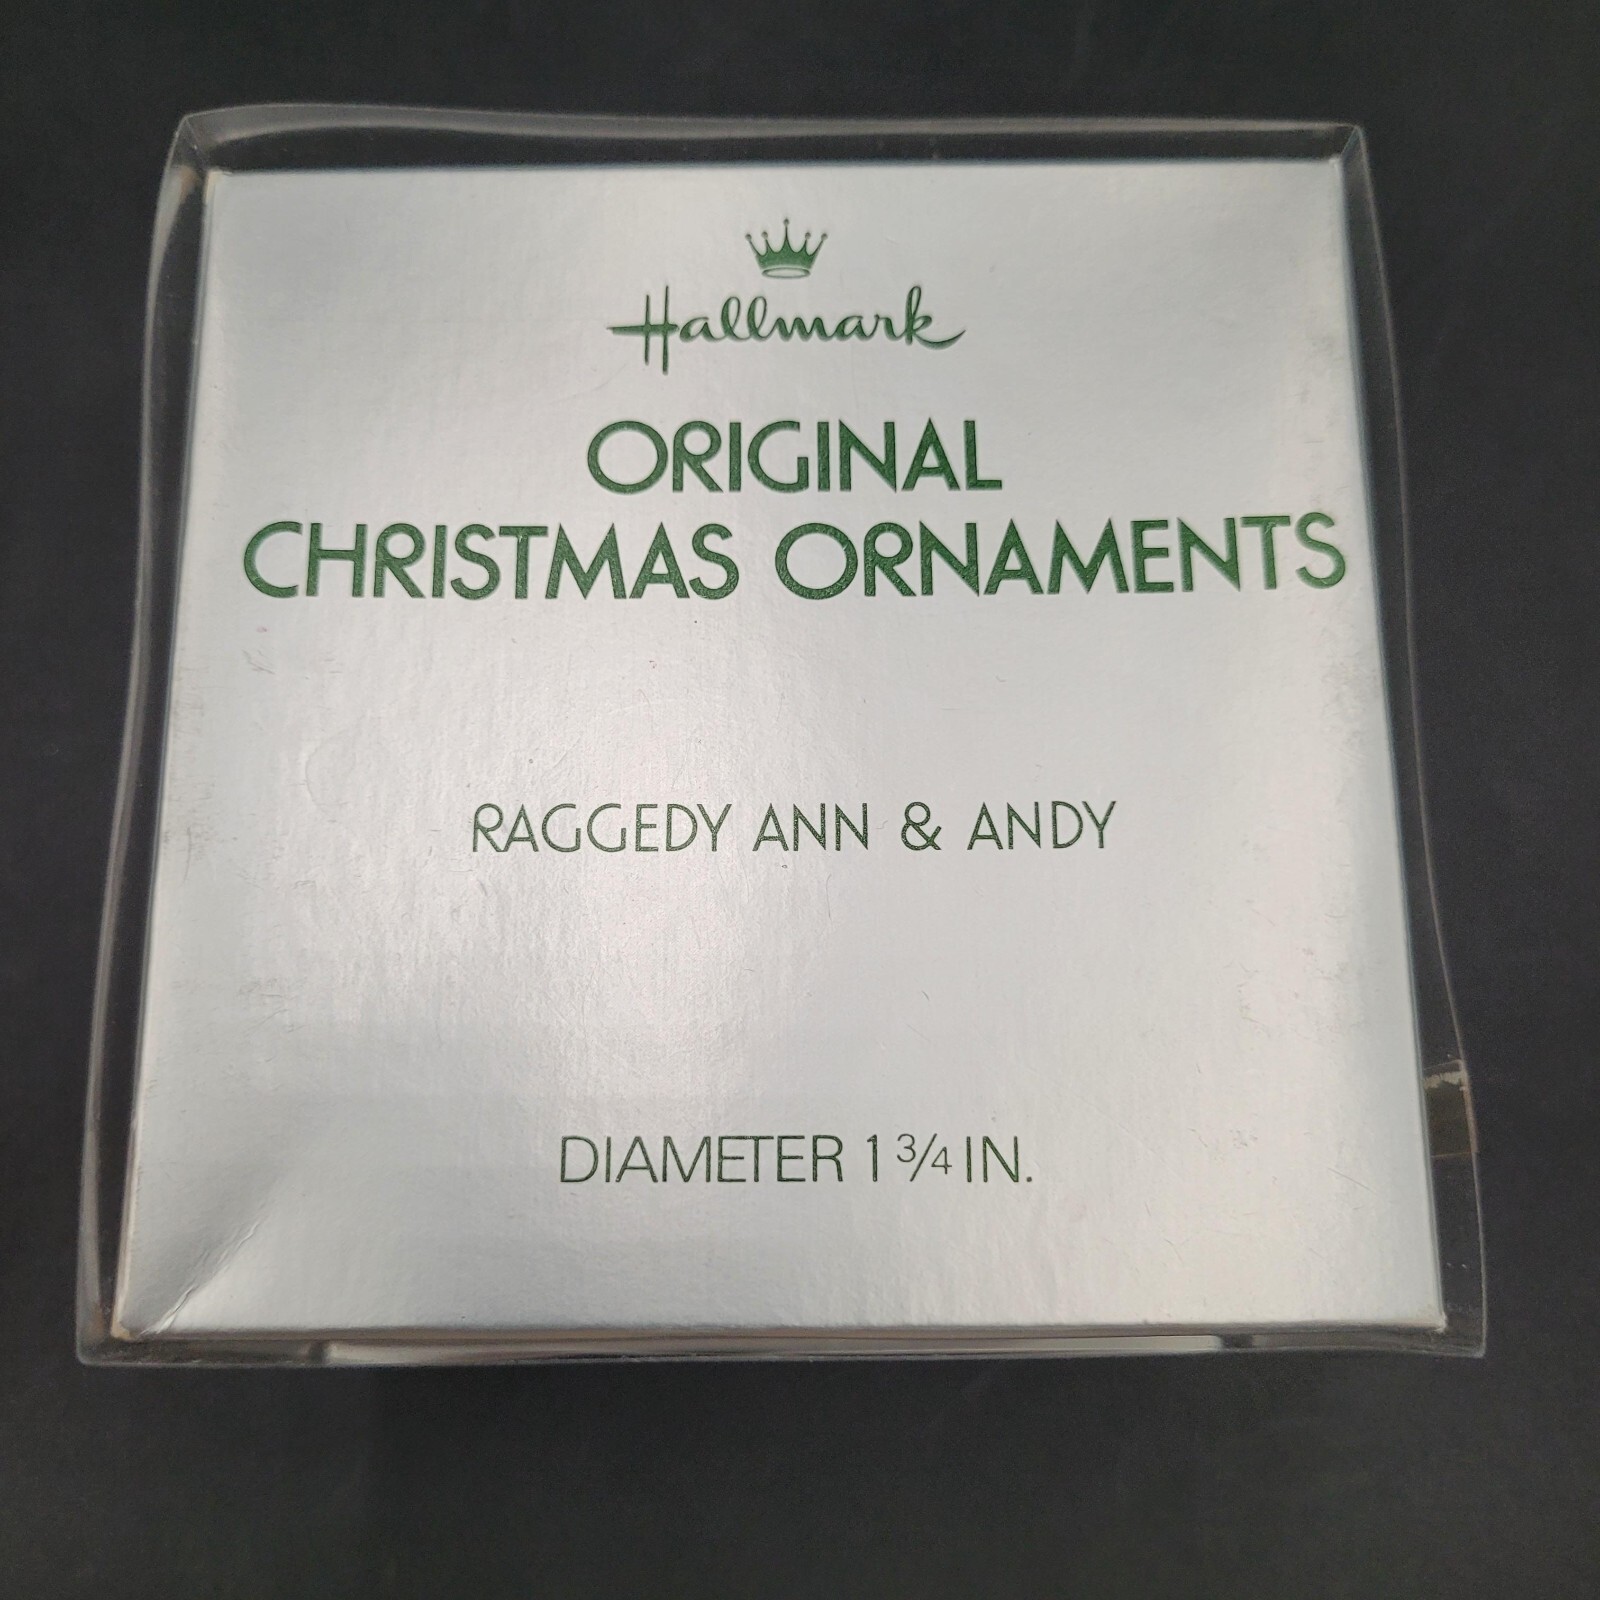 Hallmark
ORIGINAL
CHRISTMAS ORNAMENTS
RAGGEDY ANN & ANDY
DIAMETER 1 3/4 IN.